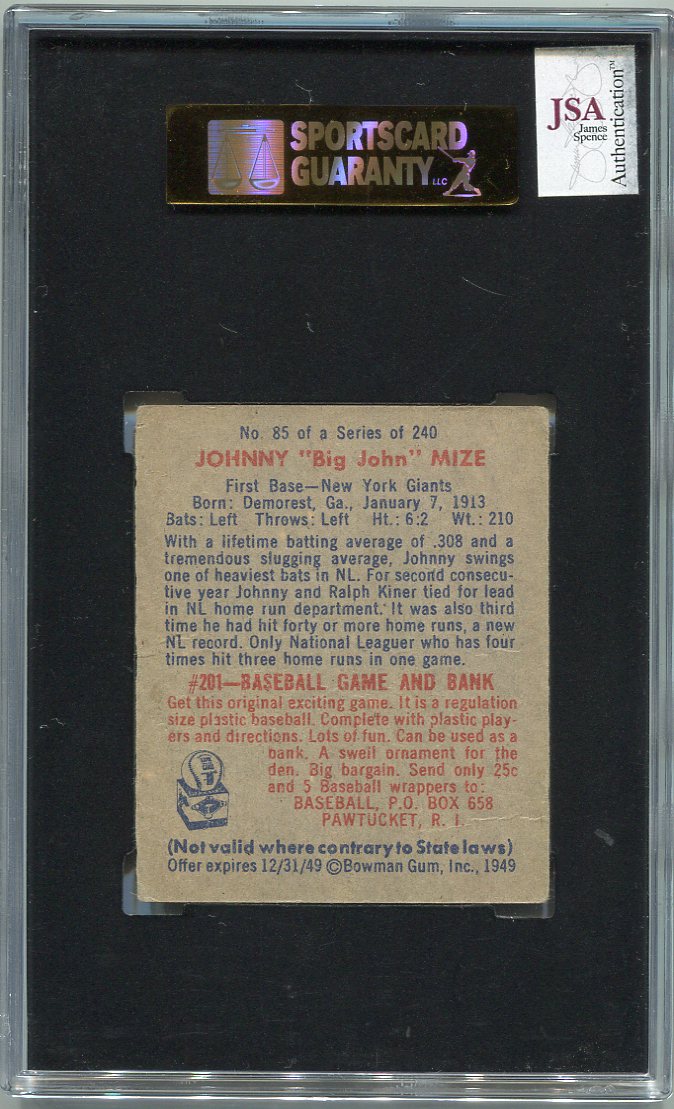 SPORTSCARD
GUARANTY LLC
JSA
James
Spence
Authentication™
No. 85 of a Series of 240
JOHNNY "Big John" MIZE
First Base—New York Giants
Born: Demorest, Ga., January 7, 1913
Bats: Left Throws: Left Ht.: 6:2 Wt.: 210
With a lifetime batting average of .308 and a
tremendous slugging average, Johnny swings
one of heaviest bats in NL. For second consecu-
tive year Johnny and Ralph Kiner tied for lead
in NL home run department. It was also third
time he had hit forty or more home runs, a new
NL record. Only National Leaguer who has four
times hit three home runs in one game.
#201—BASEBALL GAME AND BANK
Get this original exciting game. It is a regulation
size plastic baseball. Complete with plastic play-
ers and directions. Lots of fun. Can be used as a
bank. A swell ornament for the
den. Big bargain. Send only 25c
and 5 Baseball wrappers to:
BASEBALL, P.O. BOX 658
PAWTUCKET, R. I.
(Not valid where contrary to State laws)
Offer expires 12/31/49 ©Bowman Gum, Inc., 1949